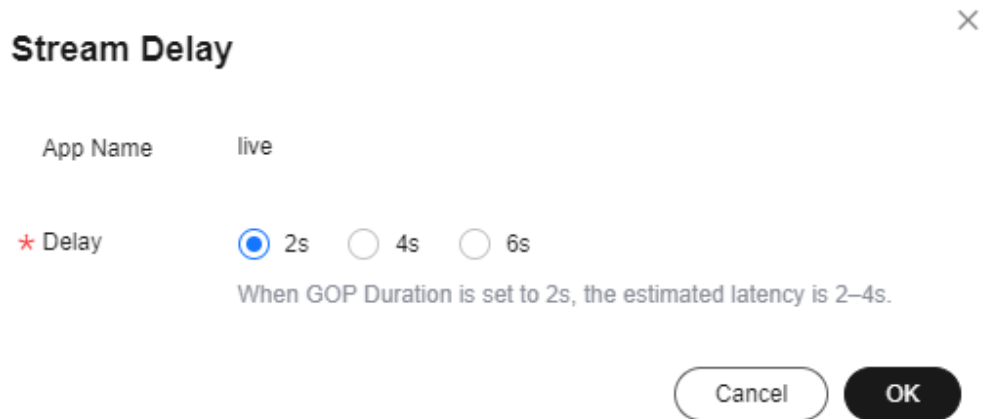 Stream Delay
App Name live
* Delay 2s 4s 6s
When GOP Duration is set to 2s, the estimated latency is 2–4s.
Cancel OK